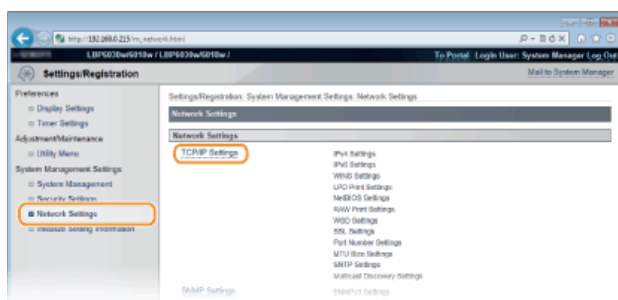 http://192.168.0.215/m_network.html
LBP6030w/6018w / LBP6030w/6018w /
To Portal Login User: System Manager Log Out
Settings/Registration
Mail to System Manager
Preferences
Display Settings
Timer Settings
Adjustment/Maintenance
Utility Menu
System Management Settings
System Management
Security Settings
Network Settings
Initialize Setting Information
Settings/Registration: System Management Settings: Network Settings
Network Settings
Network Settings
TCP/IP Settings
IPv4 Settings
IPv6 Settings
WINS Settings
LPD Print Settings
NetBIOS Settings
RAW Print Settings
WSD Settings
SSL Settings
Port Number Settings
MTU Size Settings
SNTP Settings
Multicast Discovery Settings
SNMP Settings
SNMPv1 Settings